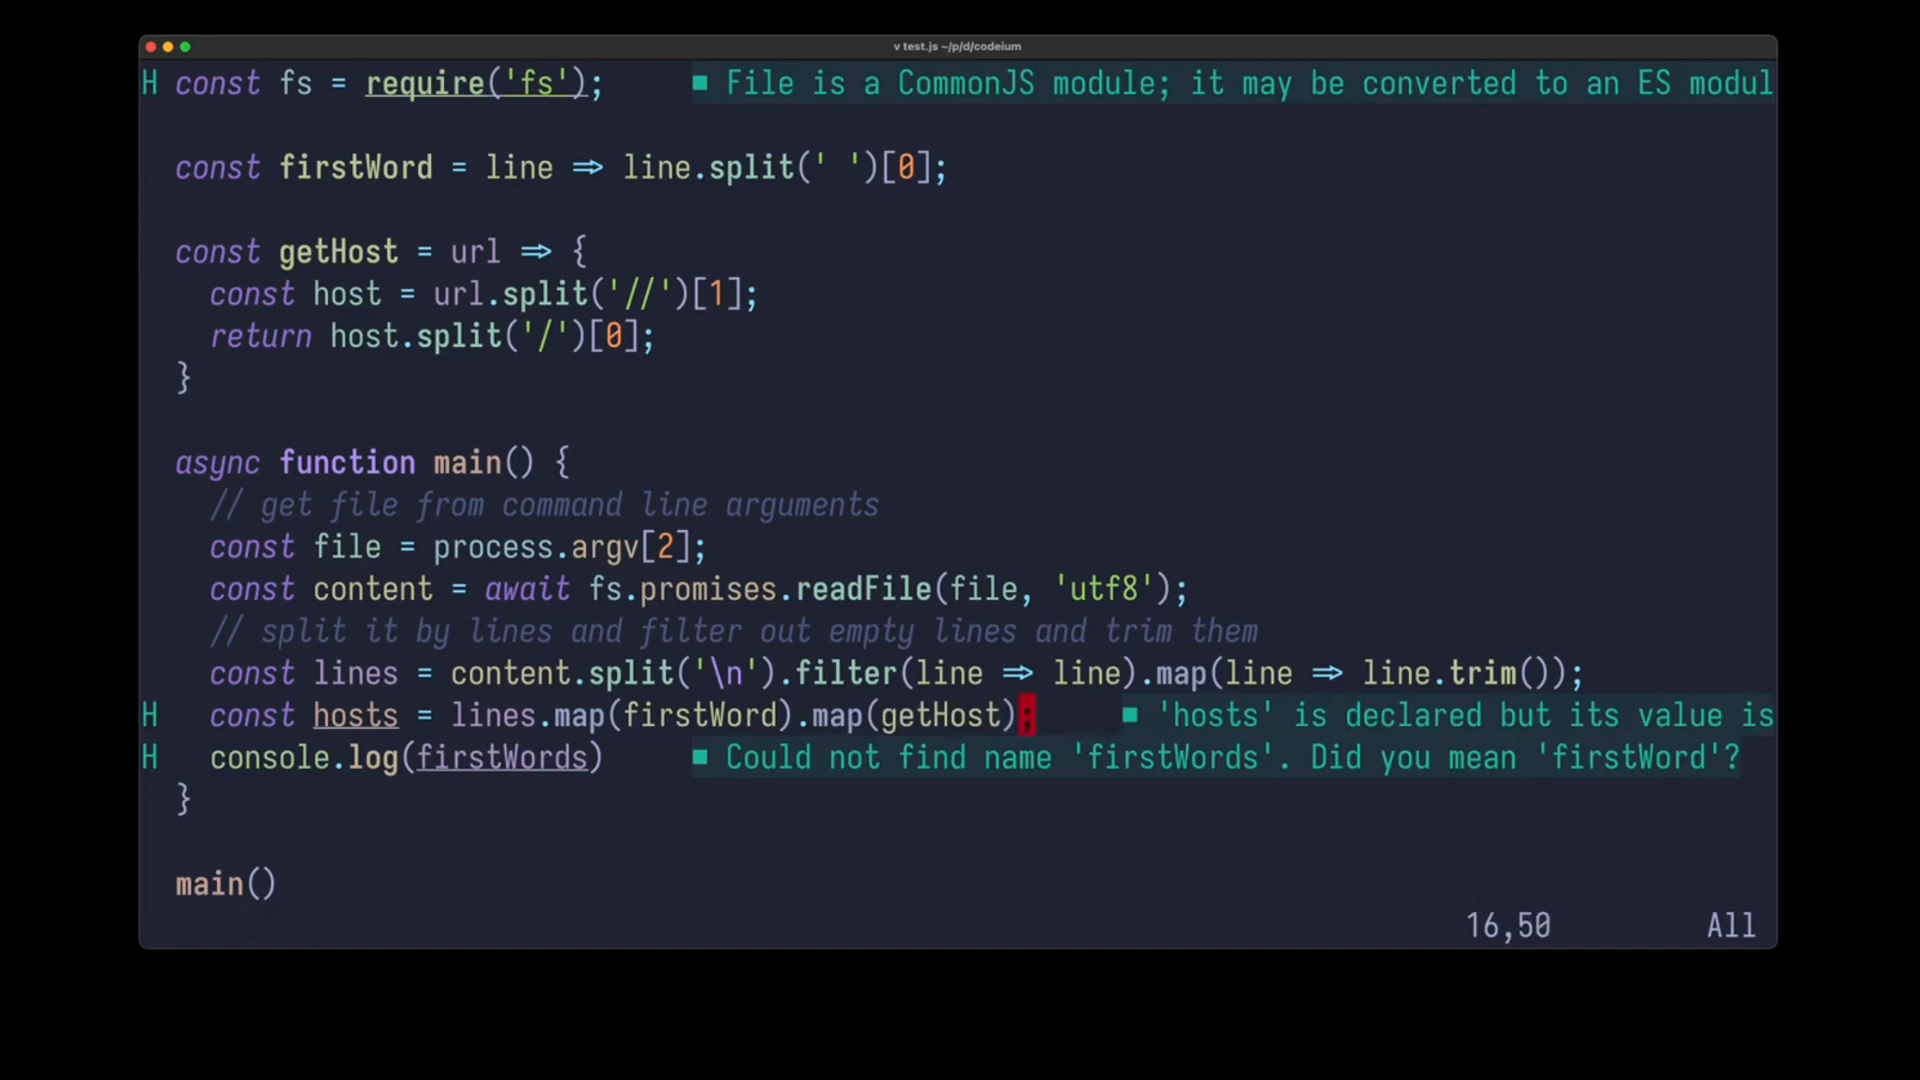 v test.js ~/p/d/codeium
H const fs = require('fs'); ■ File is a CommonJS module; it may be converted to an ES modul
const firstWord = line => line.split(' ')[0];
const getHost = url => {
const host = url.split('//')[1];
return host.split('/')[0];
}
async function main() {
// get file from command line arguments
const file = process.argv[2];
const content = await fs.promises.readFile(file, 'utf8');
// split it by lines and filter out empty lines and trim them
const lines = content.split('\n').filter(line => line).map(line => line.trim());
H const hosts = lines.map(firstWord).map(getHost); ■ 'hosts' is declared but its value is
H console.log(firstWords) ■ Could not find name 'firstWords'. Did you mean 'firstWord'?
}
main()
16,50 All